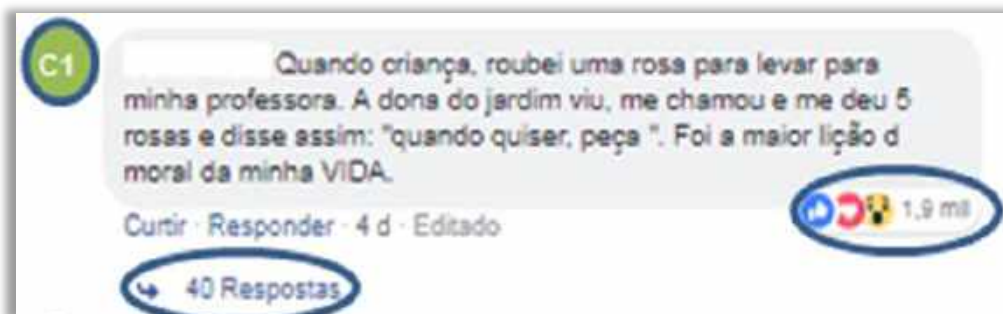 C1
Quando criança, roubei uma rosa para levar para
minha professora. A dona do jardim viu, me chamou e me deu 5
rosas e disse assim: "quando quiser, peça ". Foi a maior lição d
moral da minha VIDA.
1,9 mil
Curtir · Responder · 4 d · Editado
40 Respostas